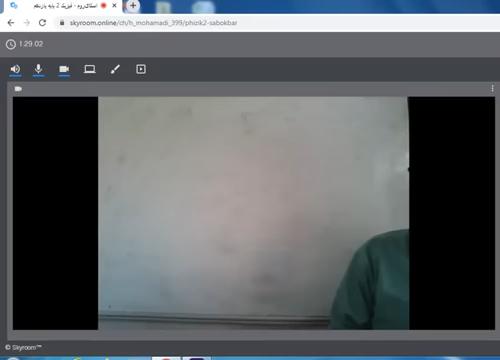 اسکای‌روم - فیزیک 2 پایه یازدهم
skyroom.online/ch/h_mohamadi_399/phizik2-sabokbar
1:29:02
© Skyroom™